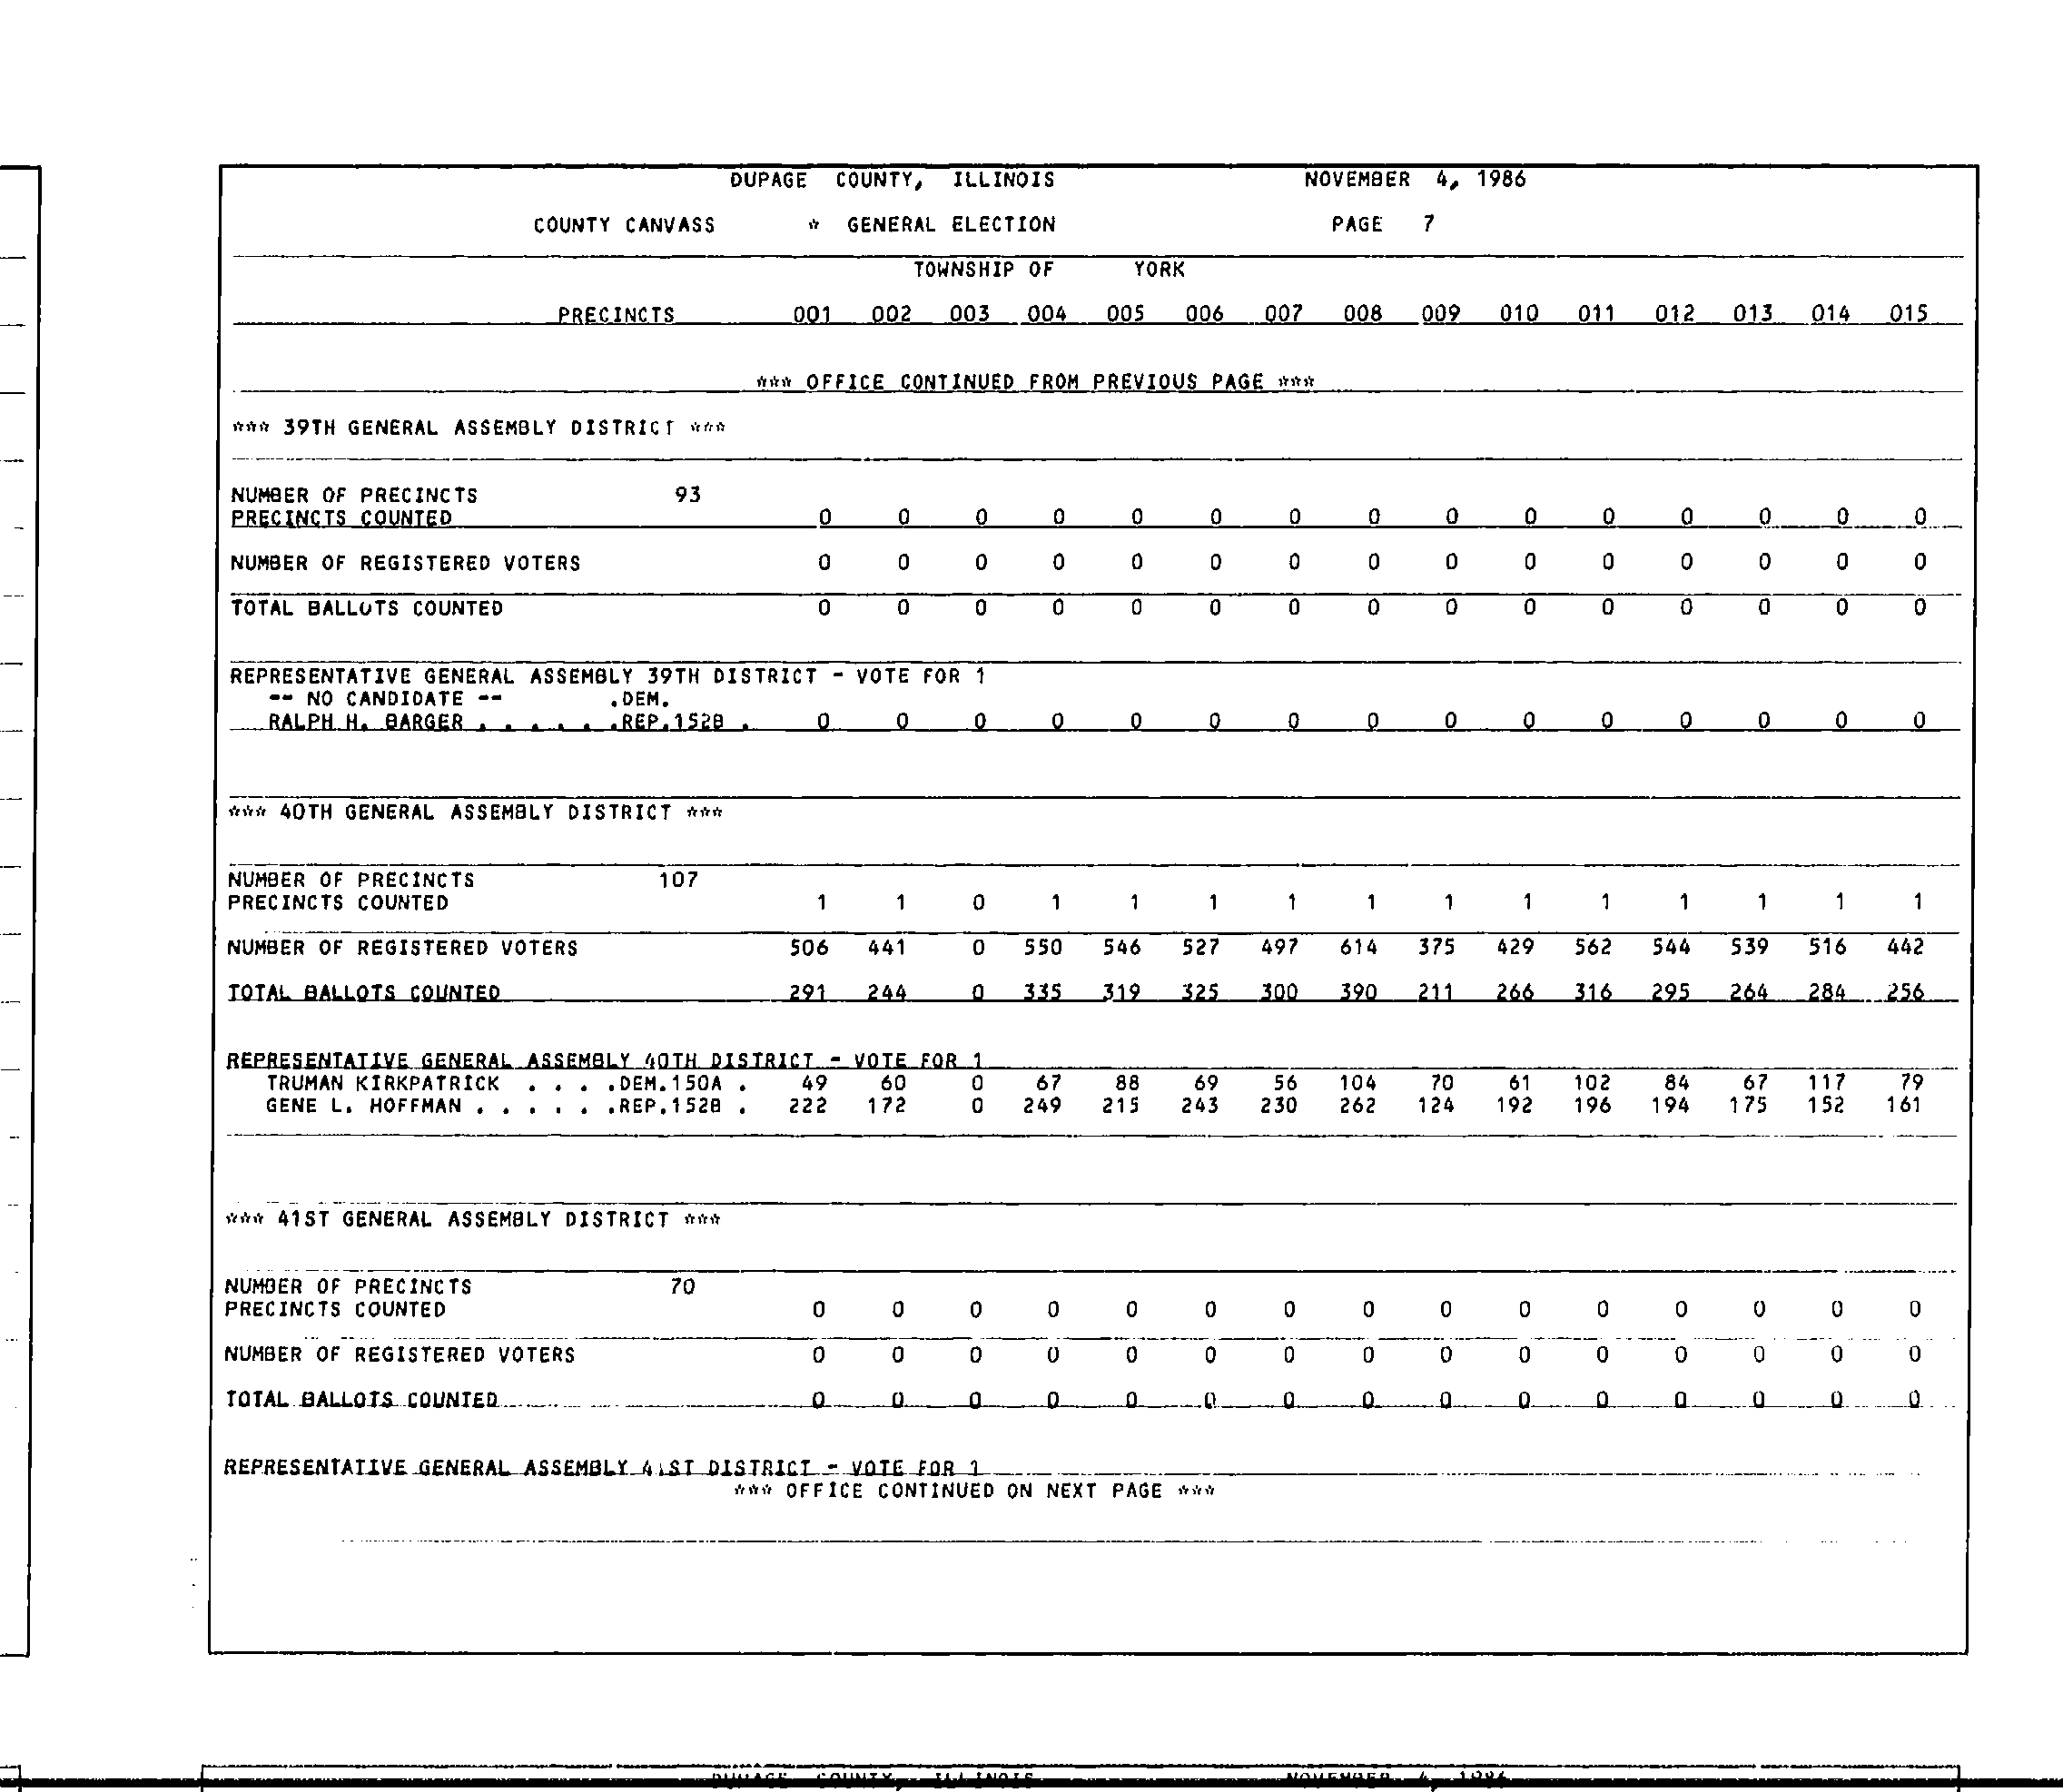 DUPAGE COUNTY, ILLINOIS NOVEMBER 4, 1986
COUNTY CANVASS * GENERAL ELECTION PAGE 7
TOWNSHIP OF YORK
PRECINCTS 001 002 003 004 005 006 007 008 009 010 011 012 013 014 015
*** OFFICE CONTINUED FROM PREVIOUS PAGE ***
*** 39TH GENERAL ASSEMBLY DISTRICT ***
NUMBER OF PRECINCTS 93
PRECINCTS COUNTED 0 0 0 0 0 0 0 0 0 0 0 0 0 0 0
NUMBER OF REGISTERED VOTERS 0 0 0 0 0 0 0 0 0 0 0 0 0 0 0
TOTAL BALLOTS COUNTED 0 0 0 0 0 0 0 0 0 0 0 0 0 0 0
REPRESENTATIVE GENERAL ASSEMBLY 39TH DISTRICT - VOTE FOR 1
-- NO CANDIDATE -- .DEM.
RALPH H. BARGER . . . . . .REP.152B . 0 0 0 0 0 0 0 0 0 0 0 0 0 0 0
*** 40TH GENERAL ASSEMBLY DISTRICT ***
NUMBER OF PRECINCTS 107
PRECINCTS COUNTED 1 1 0 1 1 1 1 1 1 1 1 1 1 1 1
NUMBER OF REGISTERED VOTERS 506 441 0 550 546 527 497 614 375 429 562 544 539 516 442
TOTAL BALLOTS COUNTED 291 244 0 335 319 325 300 390 211 266 316 295 264 284 256
REPRESENTATIVE GENERAL ASSEMBLY 40TH DISTRICT - VOTE FOR 1
TRUMAN KIRKPATRICK . . . .DEM.150A . 49 60 0 67 88 69 56 104 70 61 102 84 67 117 79
GENE L. HOFFMAN . . . . . .REP.152B . 222 172 0 249 215 243 230 262 124 192 196 194 175 152 161
*** 41ST GENERAL ASSEMBLY DISTRICT ***
NUMBER OF PRECINCTS 70
PRECINCTS COUNTED 0 0 0 0 0 0 0 0 0 0 0 0 0 0 0
NUMBER OF REGISTERED VOTERS 0 0 0 0 0 0 0 0 0 0 0 0 0 0 0
TOTAL BALLOTS COUNTED 0 0 0 0 0 0 0 0 0 0 0 0 0 0 0
REPRESENTATIVE GENERAL ASSEMBLY 41ST DISTRICT - VOTE FOR 1
*** OFFICE CONTINUED ON NEXT PAGE ***
DUPAGE COUNTY, ILLINOIS NOVEMBER 4, 1986